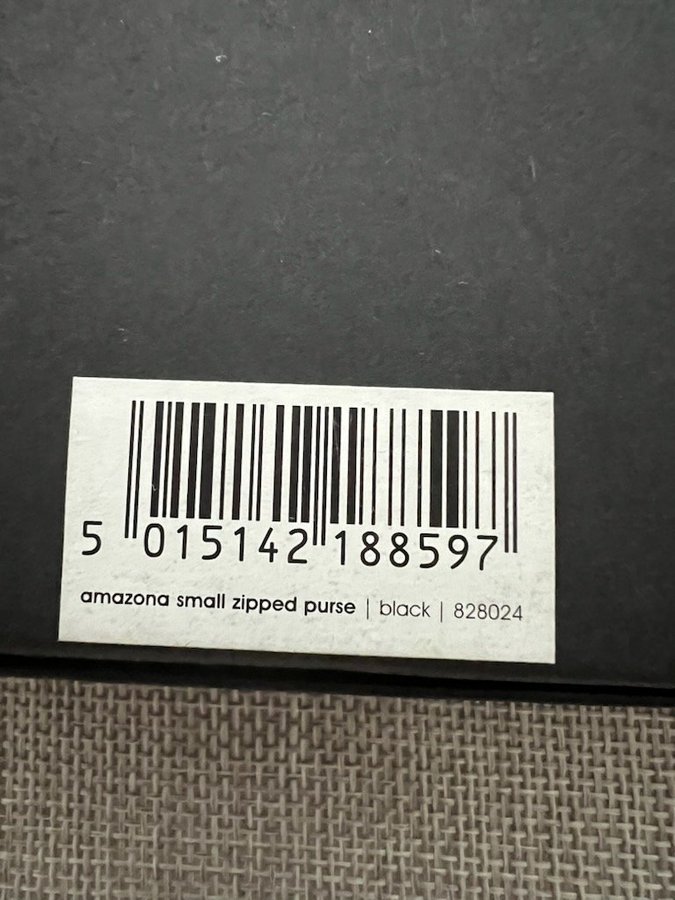 5 015142 188597
amazona small zipped purse | black | 828024